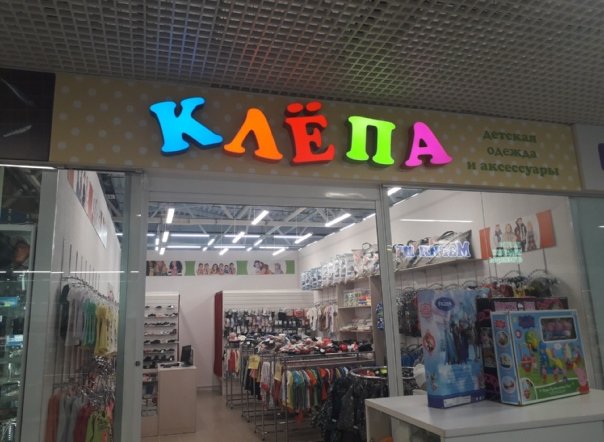 КЛЁПА
детская
одежда
и аксессуары